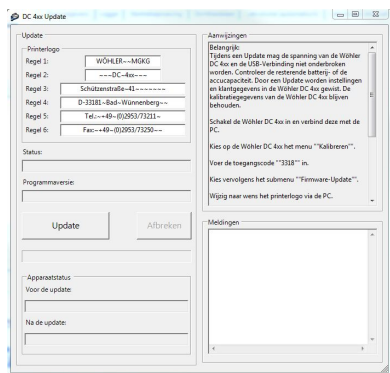 DC 4xx Update
Update
Printerlogo
Regel 1: WÖHLER~~MGKG
Regel 2: ~~~DC~4xx~~~
Regel 3: Schützenstraße~41~~~~~~~
Regel 4: D-33181~Bad~Wünnenberg~~
Regel 5: Tel.:~+49~(0)2953/73211~
Regel 6: Fax:~+49~(0)2953/73250~~
Status:
Programmaversie:
Update
Afbreken
Apparaatstatus
Voor de update:
Na de update:
Aanwijzingen
Belangrijk:
Tijdens een Update mag de spanning van de Wöhler
DC 4xx en de USB-Verbinding niet onderbroken
worden. Controleer de resterende batterij- of de
accucapaciteit. Door een Update worden instellingen
en klantgegevens in de Wöhler DC 4xx gewist. De
kalibratiegegevens van de Wöhler DC 4xx blijven
behouden.
Schakel de Wöhler DC 4xx in en verbind deze met de
PC.
Kies op de Wöhler DC 4xx het menu ""Kalibreren"".
Voer de toegangscode ""3318"" in.
Kies vervolgens het submenu ""Firmware-Update"".
Wijzig naar wens het printerlogo via de PC.
Meldingen